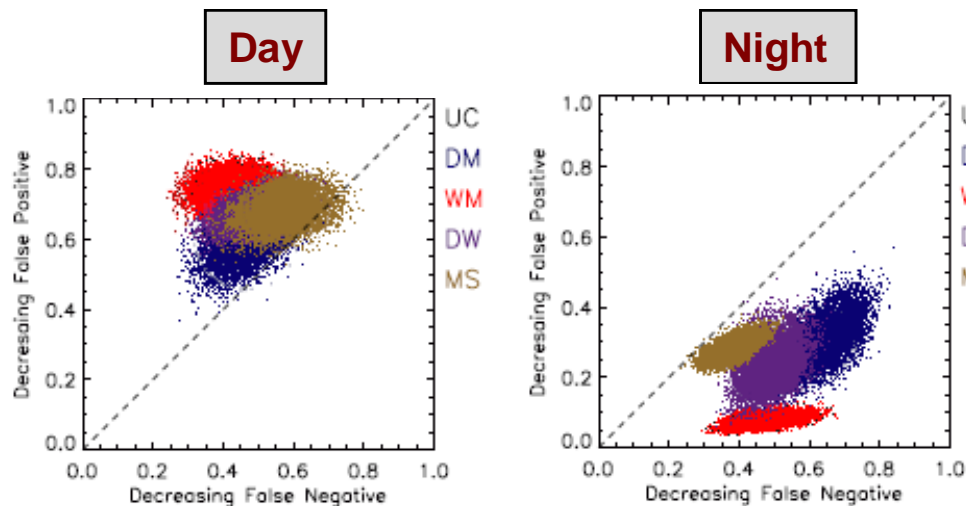 Day
Night
1.0
0.8
0.6
0.4
0.2
0.0
0.0 0.2 0.4 0.6 0.8 1.0
Decreasing False Positive
Decreasing False Negative
UC
DM
WM
DW
MS
1.0
0.8
0.6
0.4
0.2
0.0
0.0 0.2 0.4 0.6 0.8 1.0
Decresaing False Positive
Decreasing False Negative